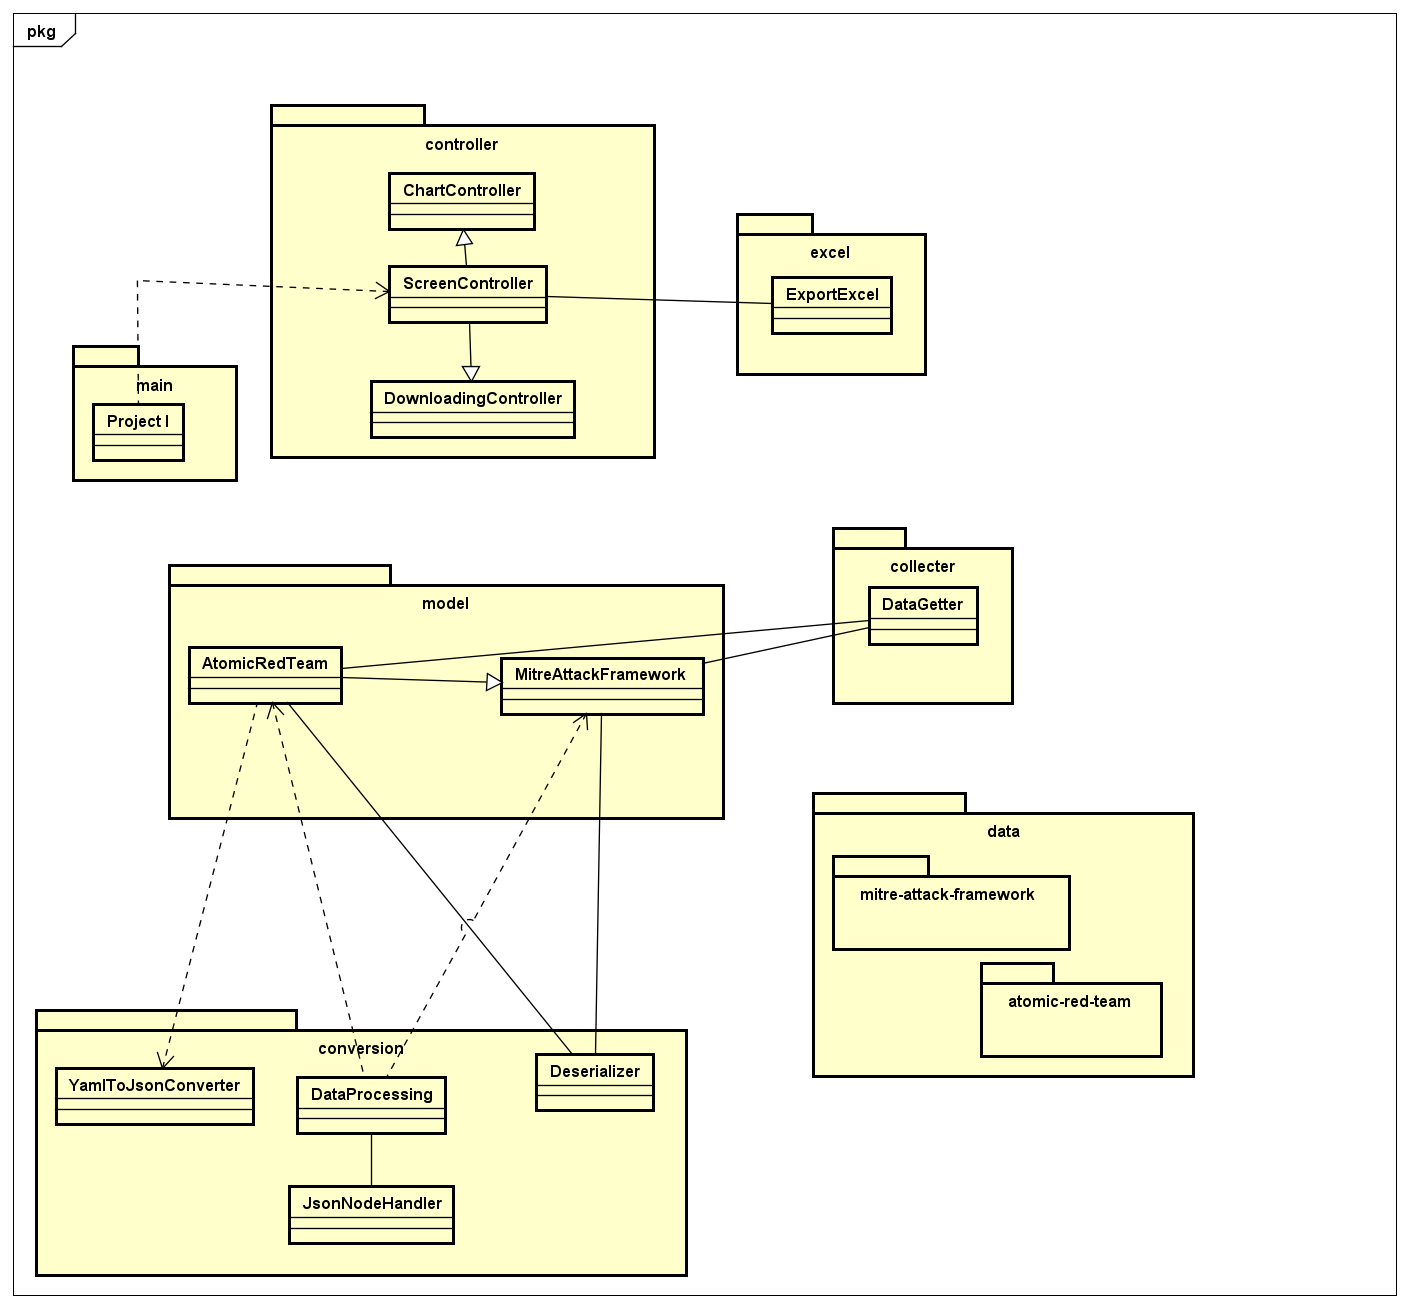 pkg
controller
ChartController
ScreenController
DownloadingController
excel
ExportExcel
main
Project I
model
AtomicRedTeam
MitreAttackFramework
collecter
DataGetter
data
mitre-attack-framework
atomic-red-team
conversion
YamlToJsonConverter
DataProcessing
Deserializer
JsonNodeHandler